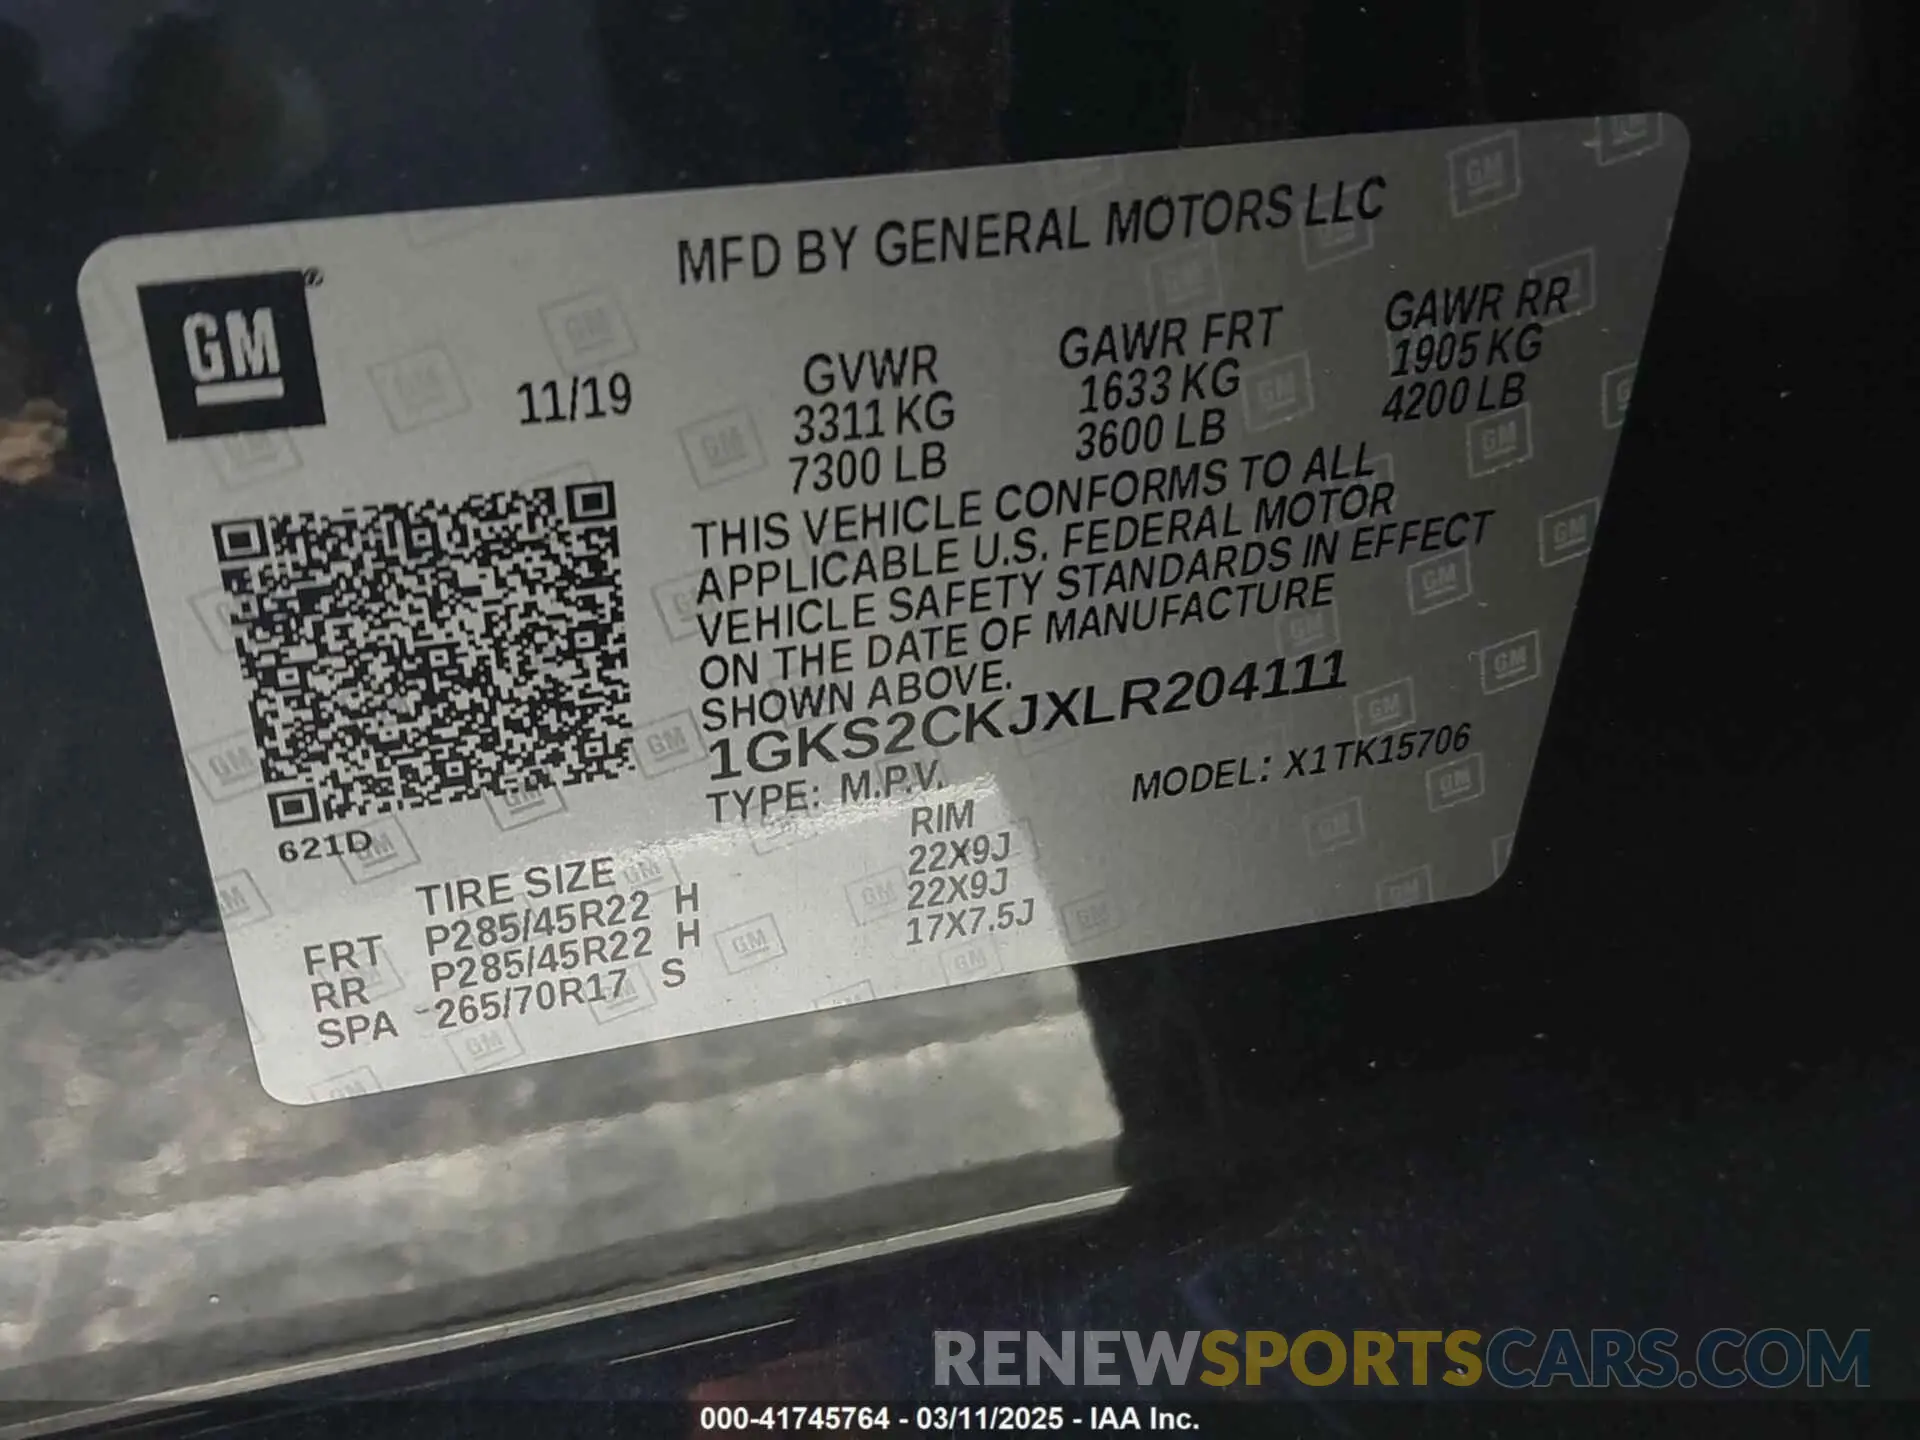 MFD BY GENERAL MOTORS LLC
GM®
11/19
GVWR
3311 KG
7300 LB
GAWR FRT
1633 KG
3600 LB
GAWR RR
1905 KG
4200 LB
THIS VEHICLE CONFORMS TO ALL
APPLICABLE U.S. FEDERAL MOTOR
VEHICLE SAFETY STANDARDS IN EFFECT
ON THE DATE OF MANUFACTURE
SHOWN ABOVE.
1GKS2CKJXLR204111
TYPE: M.P.V.
MODEL: X1TK15706
621D
TIRE SIZE RIM
FRT P285/45R22 H 22X9J
RR P285/45R22 H 22X9J
SPA 265/70R17 S 17X7.5J
RENEWSPORTSCARS.COM
000-41745764 - 03/11/2025 - IAA Inc.